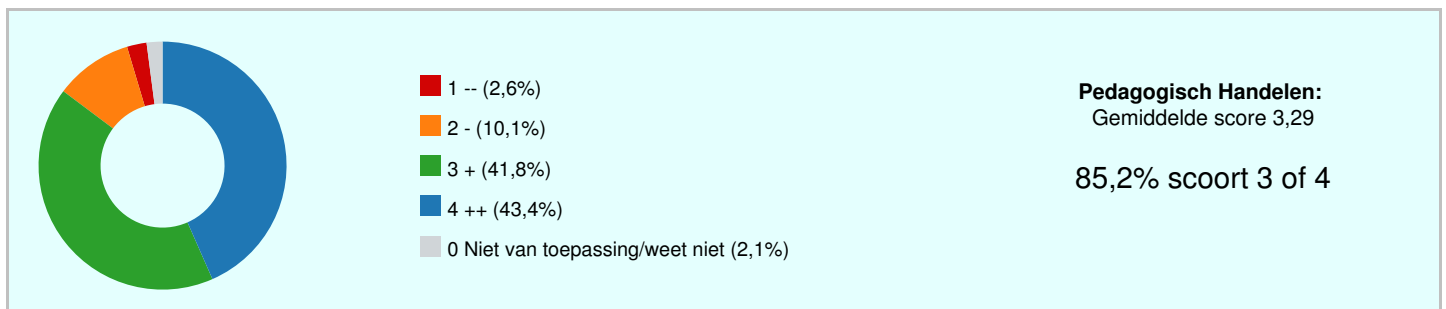 1 -- (2,6%)
2 - (10,1%)
3 + (41,8%)
4 ++ (43,4%)
0 Niet van toepassing/weet niet (2,1%)
Pedagogisch Handelen:
Gemiddelde score 3,29
85,2% scoort 3 of 4